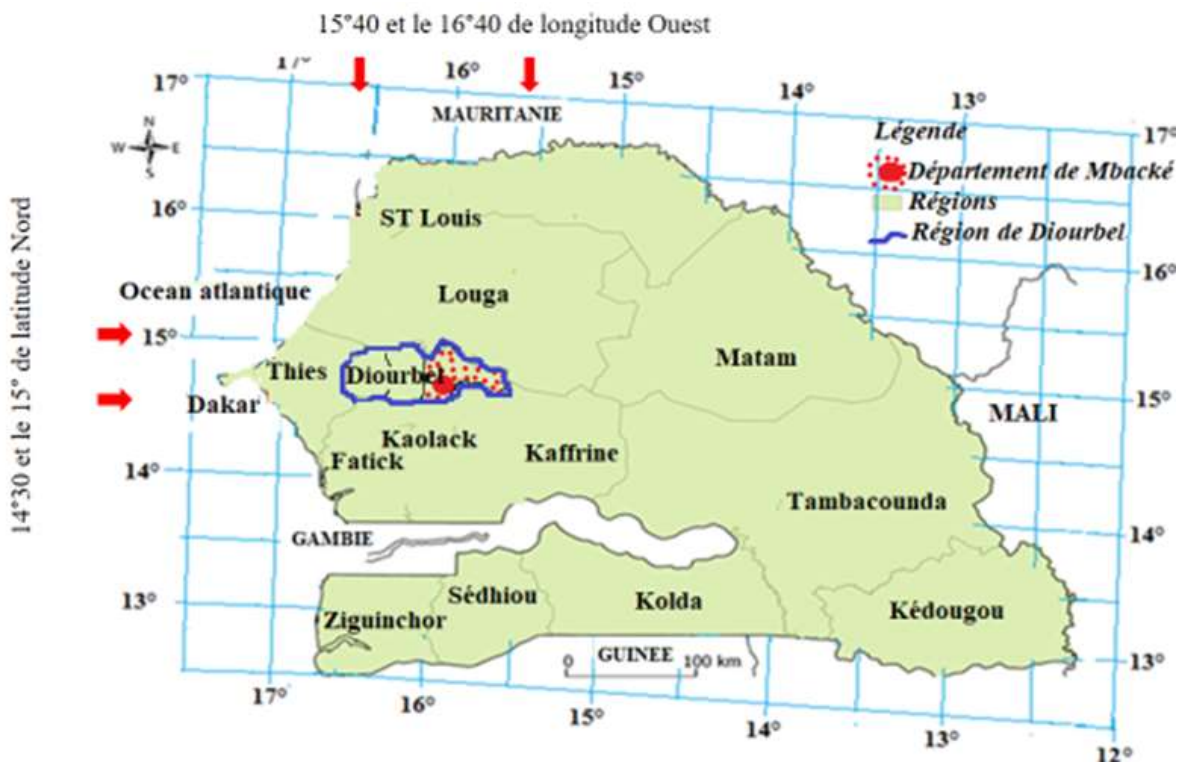 15°40 et le 16°40 de longitude Ouest
17° 17° 16° 15° 14° 13° 17°
MAURITANIE
N
W E
S
Légende
Département de Mbacké
Régions
Région de Diourbel
14°30 et le 15° de latitude Nord
16° ST Louis
16°
Ocean atlantique Louga
15°
Thies Diourbel Matam
Dakar MALI 15°
Kaolack
Fatick Kaffrine
14° Tambacounda
GAMBIE 14°
13° Sédhiou Kolda Kédougou
Ziguinchor
GUINEE
0 100 km 13°
17° 16° 15° 14° 13° 12°